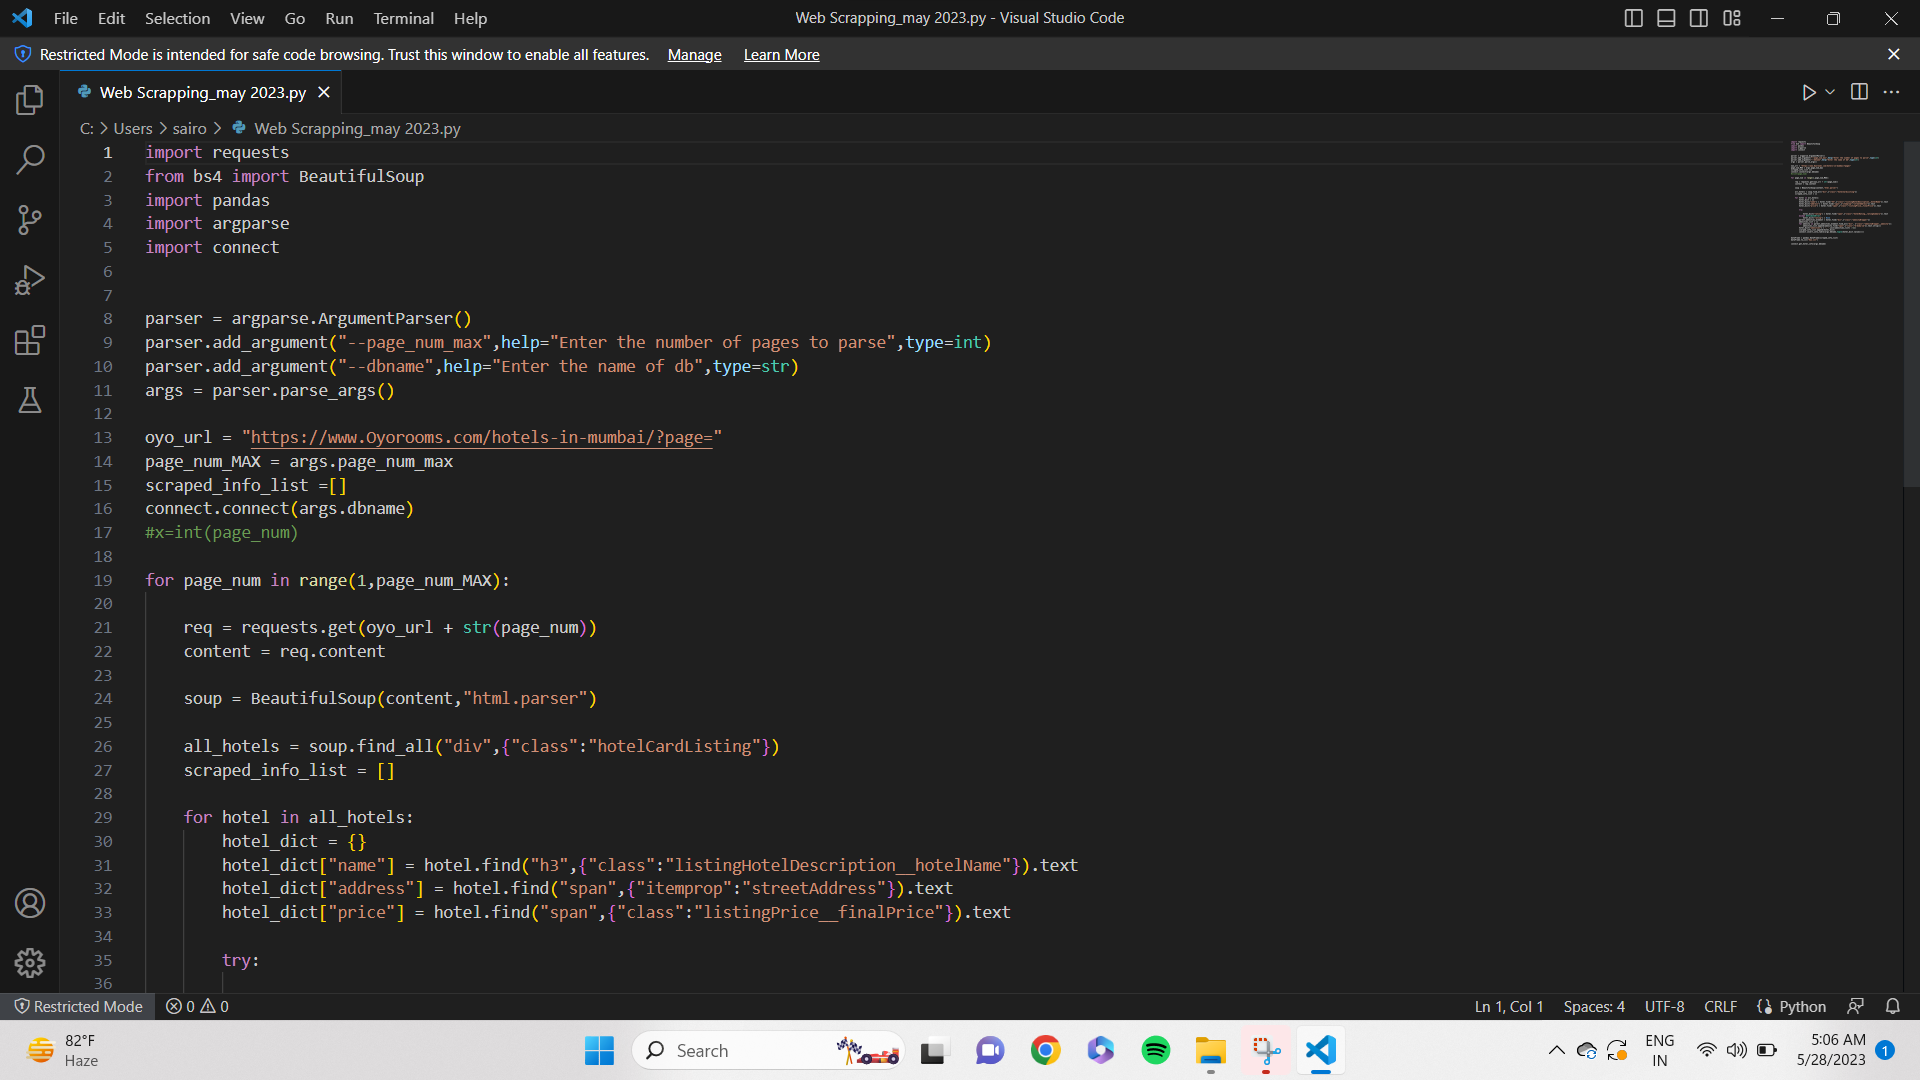 File Edit Selection View Go Run Terminal Help
Web Scrapping_may 2023.py - Visual Studio Code
Restricted Mode is intended for safe code browsing. Trust this window to enable all features. Manage Learn More
Web Scrapping_may 2023.py
C: > Users > sairo > Web Scrapping_may 2023.py
1 import requests
2 from bs4 import BeautifulSoup
3 import pandas
4 import argparse
5 import connect
6
7
8 parser = argparse.ArgumentParser()
9 parser.add_argument("--page_num_max",help="Enter the number of pages to parse",type=int)
10 parser.add_argument("--dbname",help="Enter the name of db",type=str)
11 args = parser.parse_args()
12
13 oyo_url = "https://www.Oyorooms.com/hotels-in-mumbai/?page="
14 page_num_MAX = args.page_num_max
15 scraped_info_list =[]
16 connect.connect(args.dbname)
17 #x=int(page_num)
18
19 for page_num in range(1,page_num_MAX):
20
21     req = requests.get(oyo_url + str(page_num))
22     content = req.content
23
24     soup = BeautifulSoup(content,"html.parser")
25
26     all_hotels = soup.find_all("div",{"class":"hotelCardListing"})
27     scraped_info_list = []
28
29     for hotel in all_hotels:
30         hotel_dict = {}
31         hotel_dict["name"] = hotel.find("h3",{"class":"listingHotelDescription__hotelName"}).text
32         hotel_dict["address"] = hotel.find("span",{"itemprop":"streetAddress"}).text
33         hotel_dict["price"] = hotel.find("span",{"class":"listingPrice__finalPrice"}).text
34
35         try:
36
Restricted Mode 0 0 Ln 1, Col 1 Spaces: 4 UTF-8 CRLF Python
82°F
Haze
Search
ENG
IN
5:06 AM
5/28/2023
1